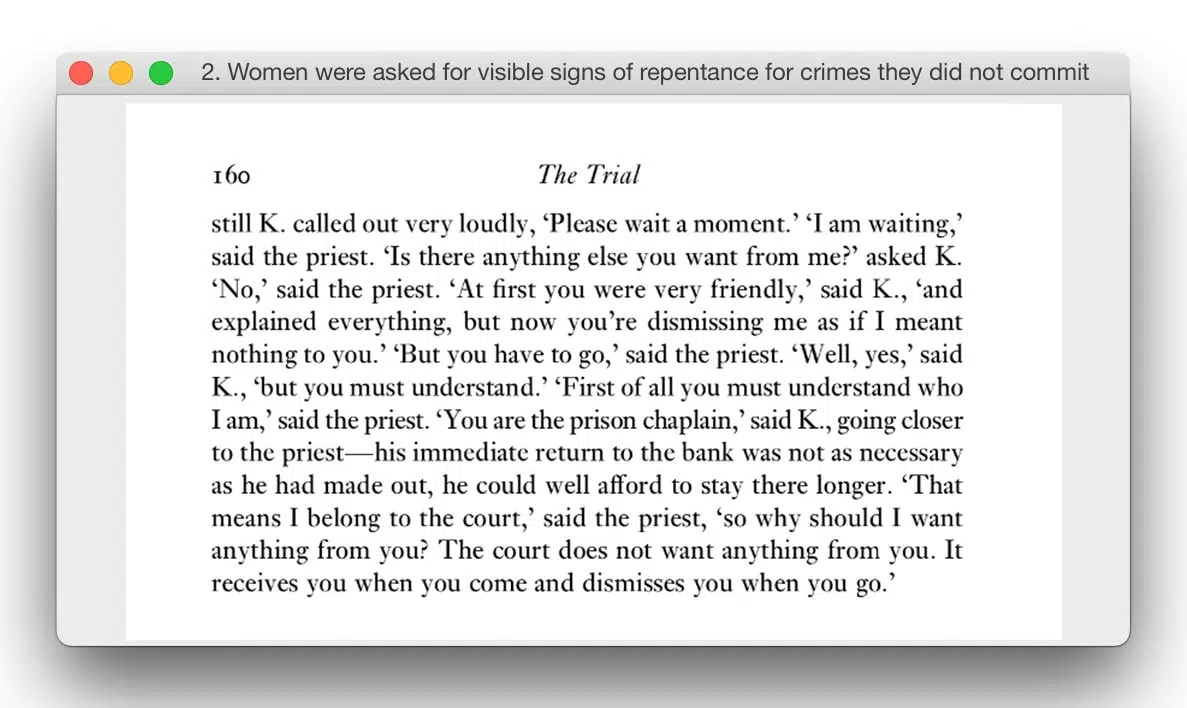 2. Women were asked for visible signs of repentance for crimes they did not commit
160 The Trial
still K. called out very loudly, ‘Please wait a moment.’ ‘I am waiting,’
said the priest. ‘Is there anything else you want from me?’ asked K.
‘No,’ said the priest. ‘At first you were very friendly,’ said K., ‘and
explained everything, but now you’re dismissing me as if I meant
nothing to you.’ ‘But you have to go,’ said the priest. ‘Well, yes,’ said
K., ‘but you must understand.’ ‘First of all you must understand who
I am,’ said the priest. ‘You are the prison chaplain,’ said K., going closer
to the priest—his immediate return to the bank was not as necessary
as he had made out, he could well afford to stay there longer. ‘That
means I belong to the court,’ said the priest, ‘so why should I want
anything from you? The court does not want anything from you. It
receives you when you come and dismisses you when you go.’